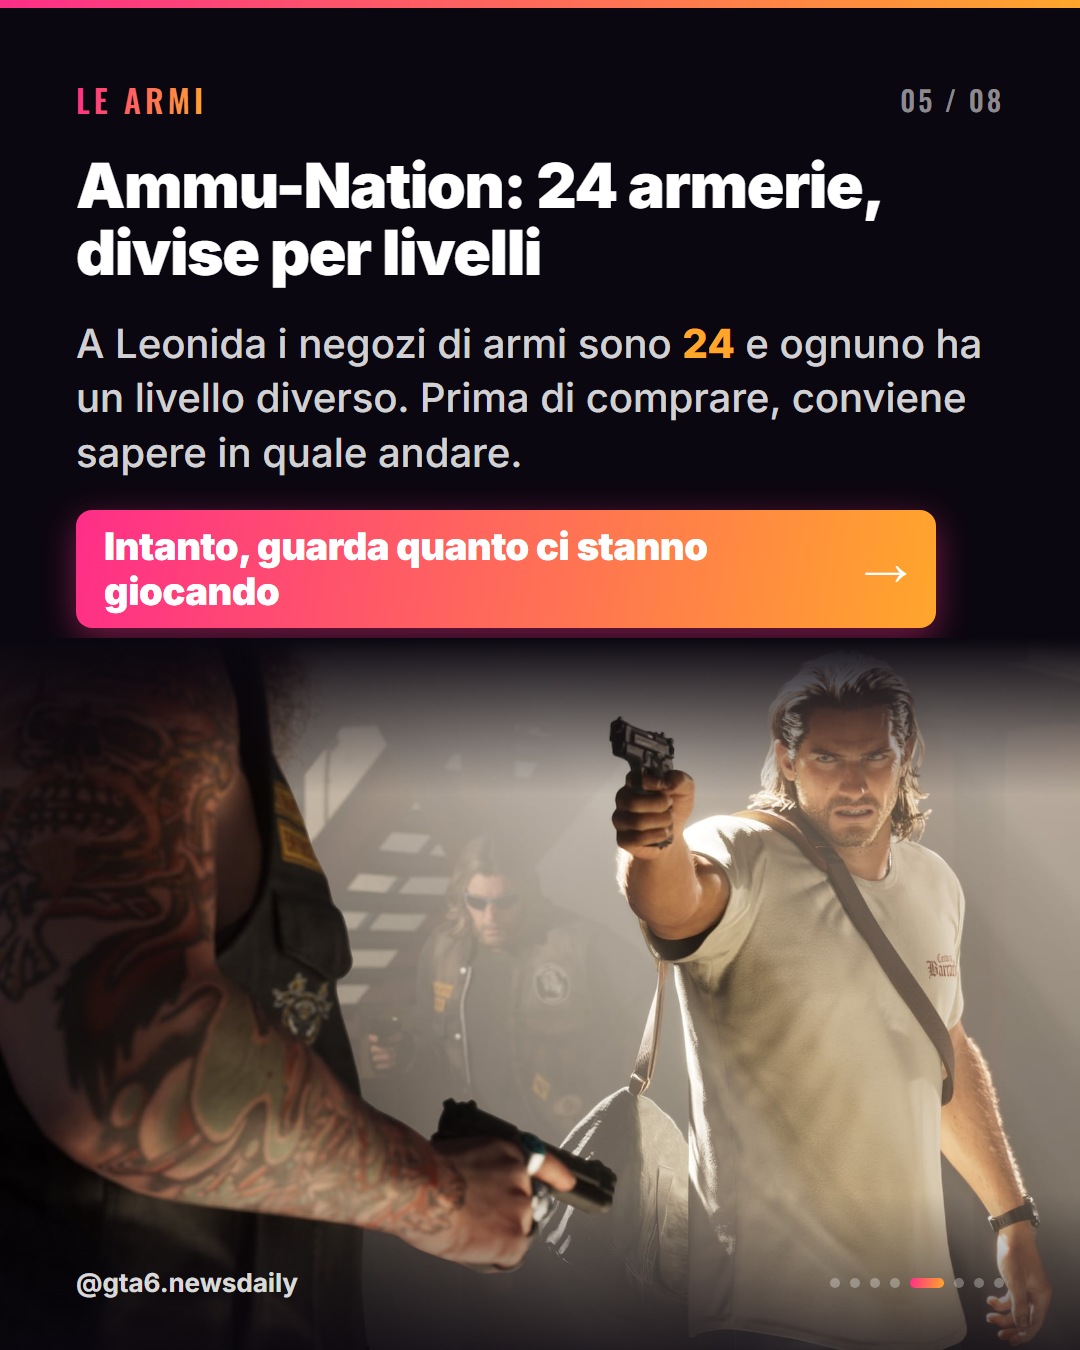 LE ARMI
05 / 08
Ammu-Nation: 24 armerie,
divise per livelli
A Leonida i negozi di armi sono 24 e ognuno ha
un livello diverso. Prima di comprare, conviene
sapere in quale andare.
Intanto, guarda quanto ci stanno
giocando
→
@gta6.newsdaily